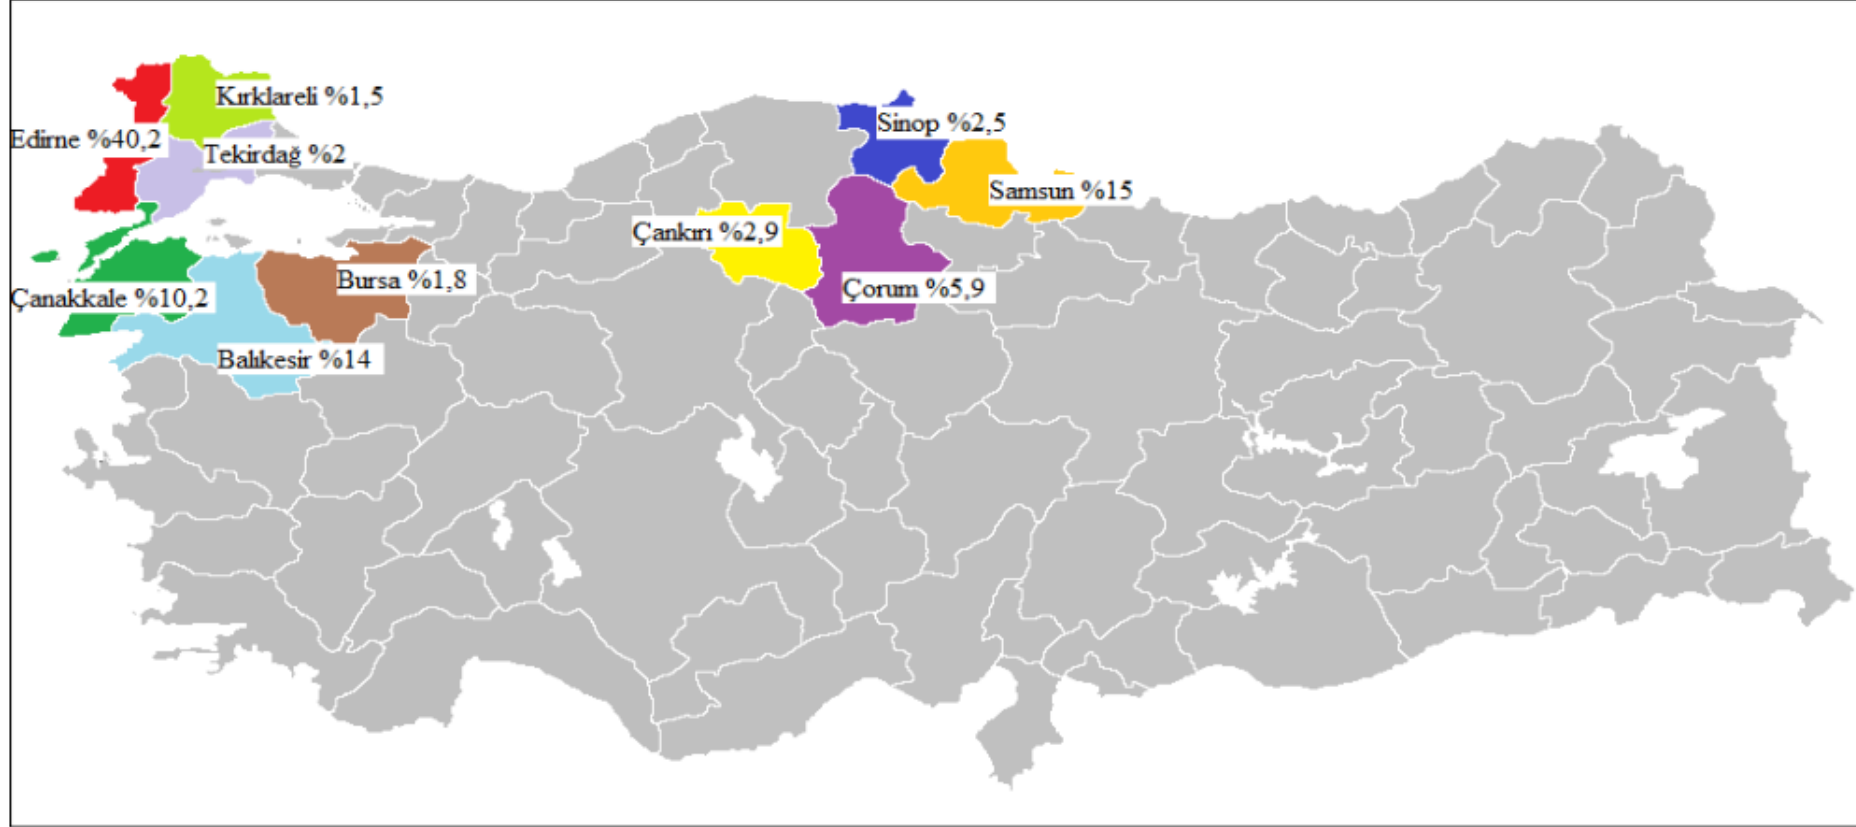 Kırklareli %1,5
Sinop %2,5
Edirne %40,2
Tekirdağ %2
Samsun %15
Çankırı %2,9
Bursa %1,8
Çorum %5,9
Çanakkale %10,2
Balıkesir %14